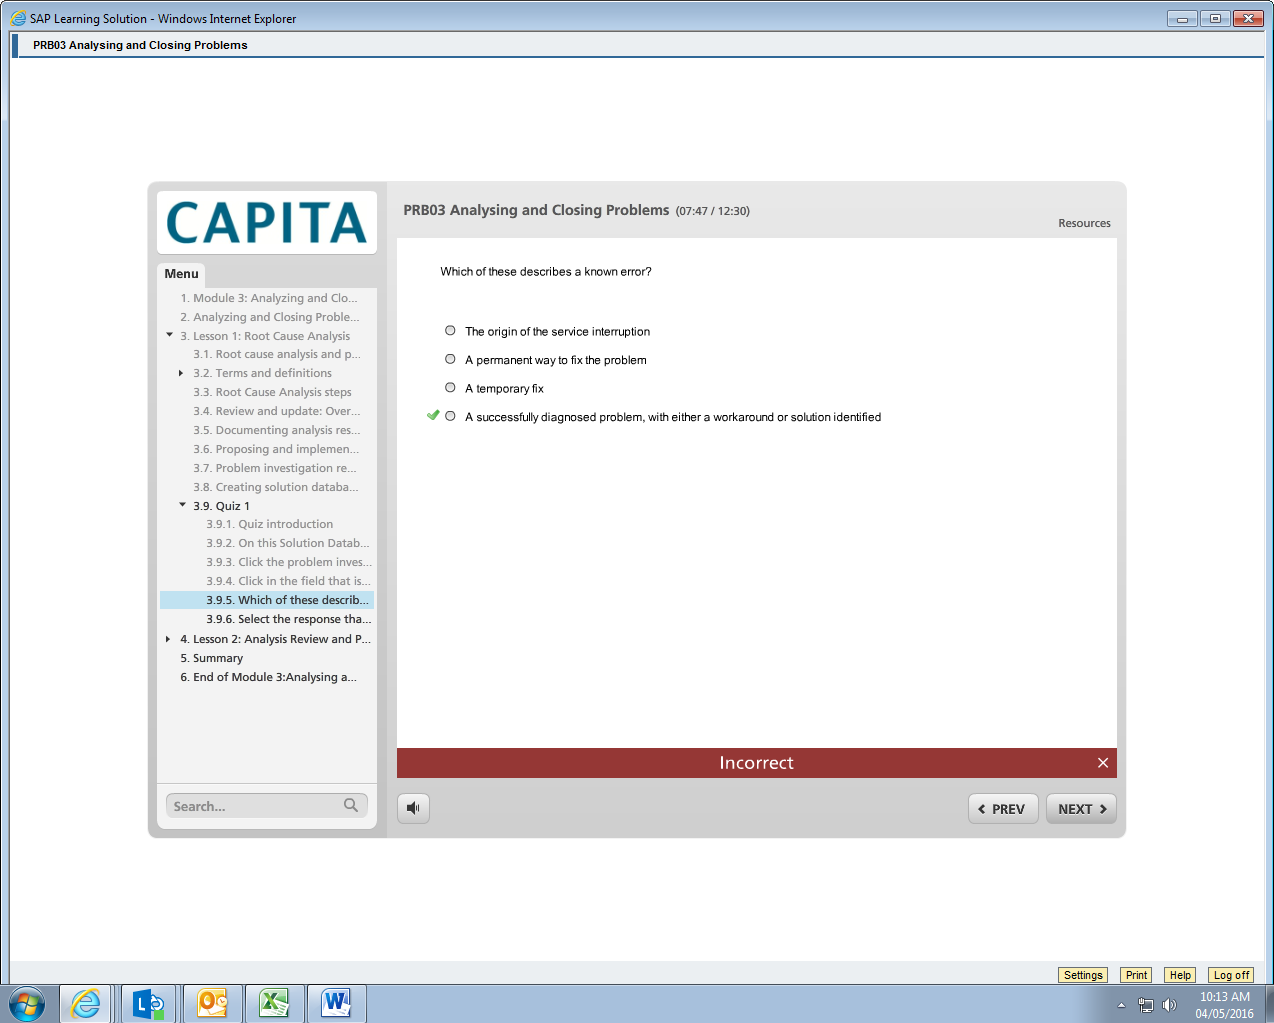 SAP Learning Solution - Windows Internet Explorer
PRB03 Analysing and Closing Problems
CAPITA
PRB03 Analysing and Closing Problems (07:47 / 12:30)
Resources
Menu
1. Module 3: Analyzing and Clo...
2. Analyzing and Closing Proble...
3. Lesson 1: Root Cause Analysis
3.1. Root cause analysis and p...
3.2. Terms and definitions
3.3. Root Cause Analysis steps
3.4. Review and update: Over...
3.5. Documenting analysis res...
3.6. Proposing and implemen...
3.7. Problem investigation re...
3.8. Creating solution databa...
3.9. Quiz 1
3.9.1. Quiz introduction
3.9.2. On this Solution Datab...
3.9.3. Click the problem inves...
3.9.4. Click in the field that is...
3.9.5. Which of these describ...
3.9.6. Select the response tha...
4. Lesson 2: Analysis Review and P...
5. Summary
6. End of Module 3:Analysing a...
Search...
Which of these describes a known error?
The origin of the service interruption
A permanent way to fix the problem
A temporary fix
A successfully diagnosed problem, with either a workaround or solution identified
Incorrect
PREV
NEXT
Settings
Print
Help
Log off
10:13 AM
04/05/2016